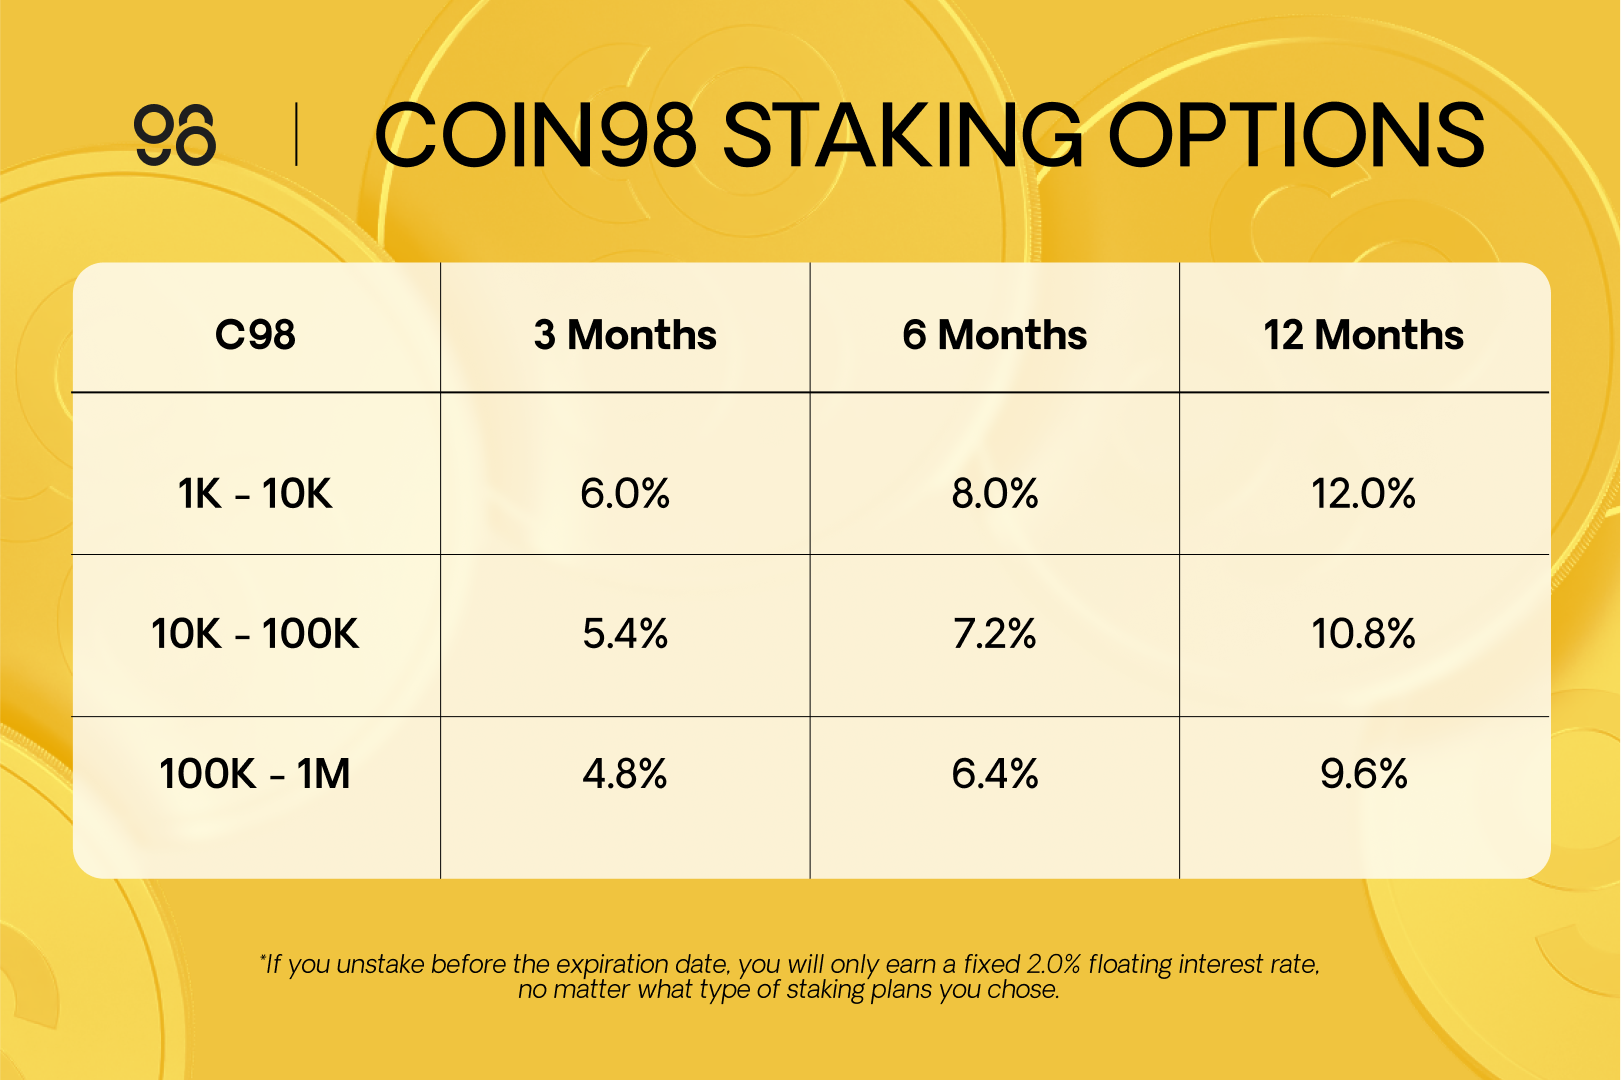 98 COIN98 STAKING OPTIONS
C98 3 Months 6 Months 12 Months
1K - 10K 6.0% 8.0% 12.0%
10K - 100K 5.4% 7.2% 10.8%
100K - 1M 4.8% 6.4% 9.6%
*If you unstake before the expiration date, you will only earn a fixed 2.0% floating interest rate,
no matter what type of staking plans you chose.